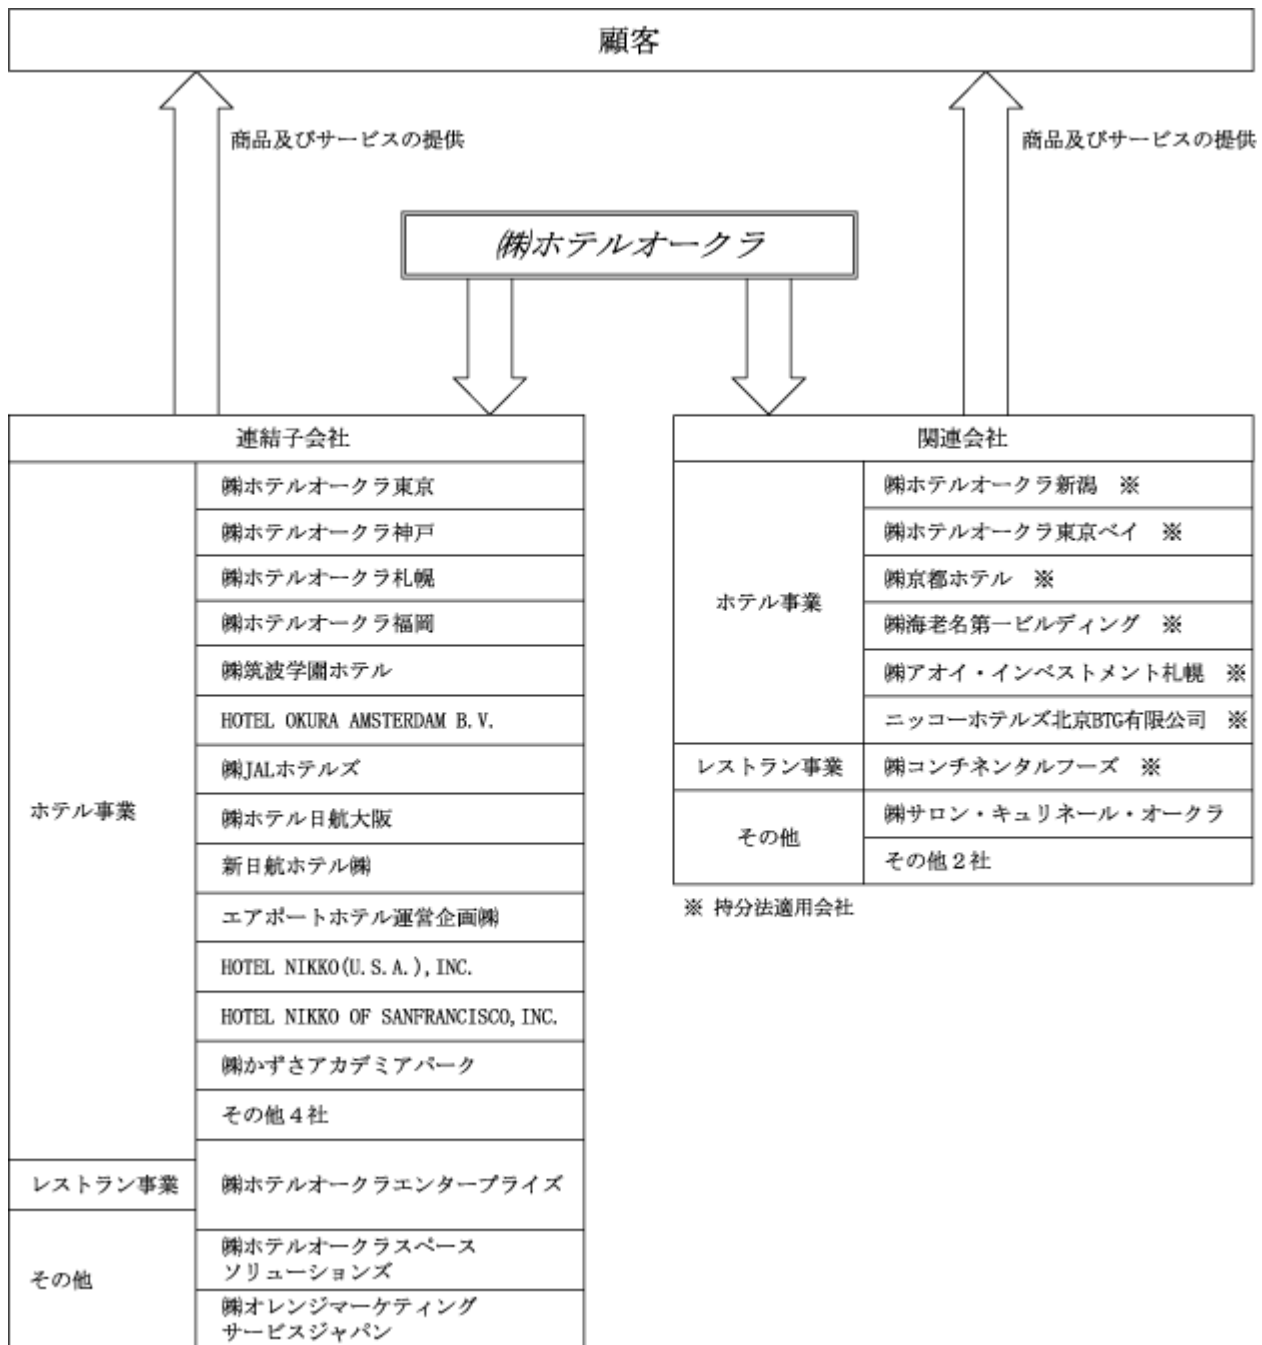 顧客
商品及びサービスの提供
商品及びサービスの提供
㈱ホテルオークラ
連結子会社
ホテル事業
㈱ホテルオークラ東京
㈱ホテルオークラ神戸
㈱ホテルオークラ札幌
㈱ホテルオークラ福岡
㈱筑波学園ホテル
HOTEL OKURA AMSTERDAM B.V.
㈱JALホテルズ
㈱ホテル日航大阪
新日航ホテル㈱
エアポートホテル運営企画㈱
HOTEL NIKKO(U.S.A.),INC.
HOTEL NIKKO OF SANFRANCISCO,INC.
㈱かずさアカデミアパーク
その他４社
レストラン事業
㈱ホテルオークラエンタープライズ
その他
㈱ホテルオークラスペース
ソリューションズ
㈱オレンジマーケティング
サービスジャパン
関連会社
ホテル事業
㈱ホテルオークラ新潟　※
㈱ホテルオークラ東京ベイ　※
㈱京都ホテル　※
㈱海老名第一ビルディング　※
㈱アオイ・インベストメント札幌　※
ニッコーホテルズ北京BTG有限公司　※
レストラン事業
㈱コンチネンタルフーズ　※
その他
㈱サロン・キュリネール・オークラ
その他２社
※ 持分法適用会社